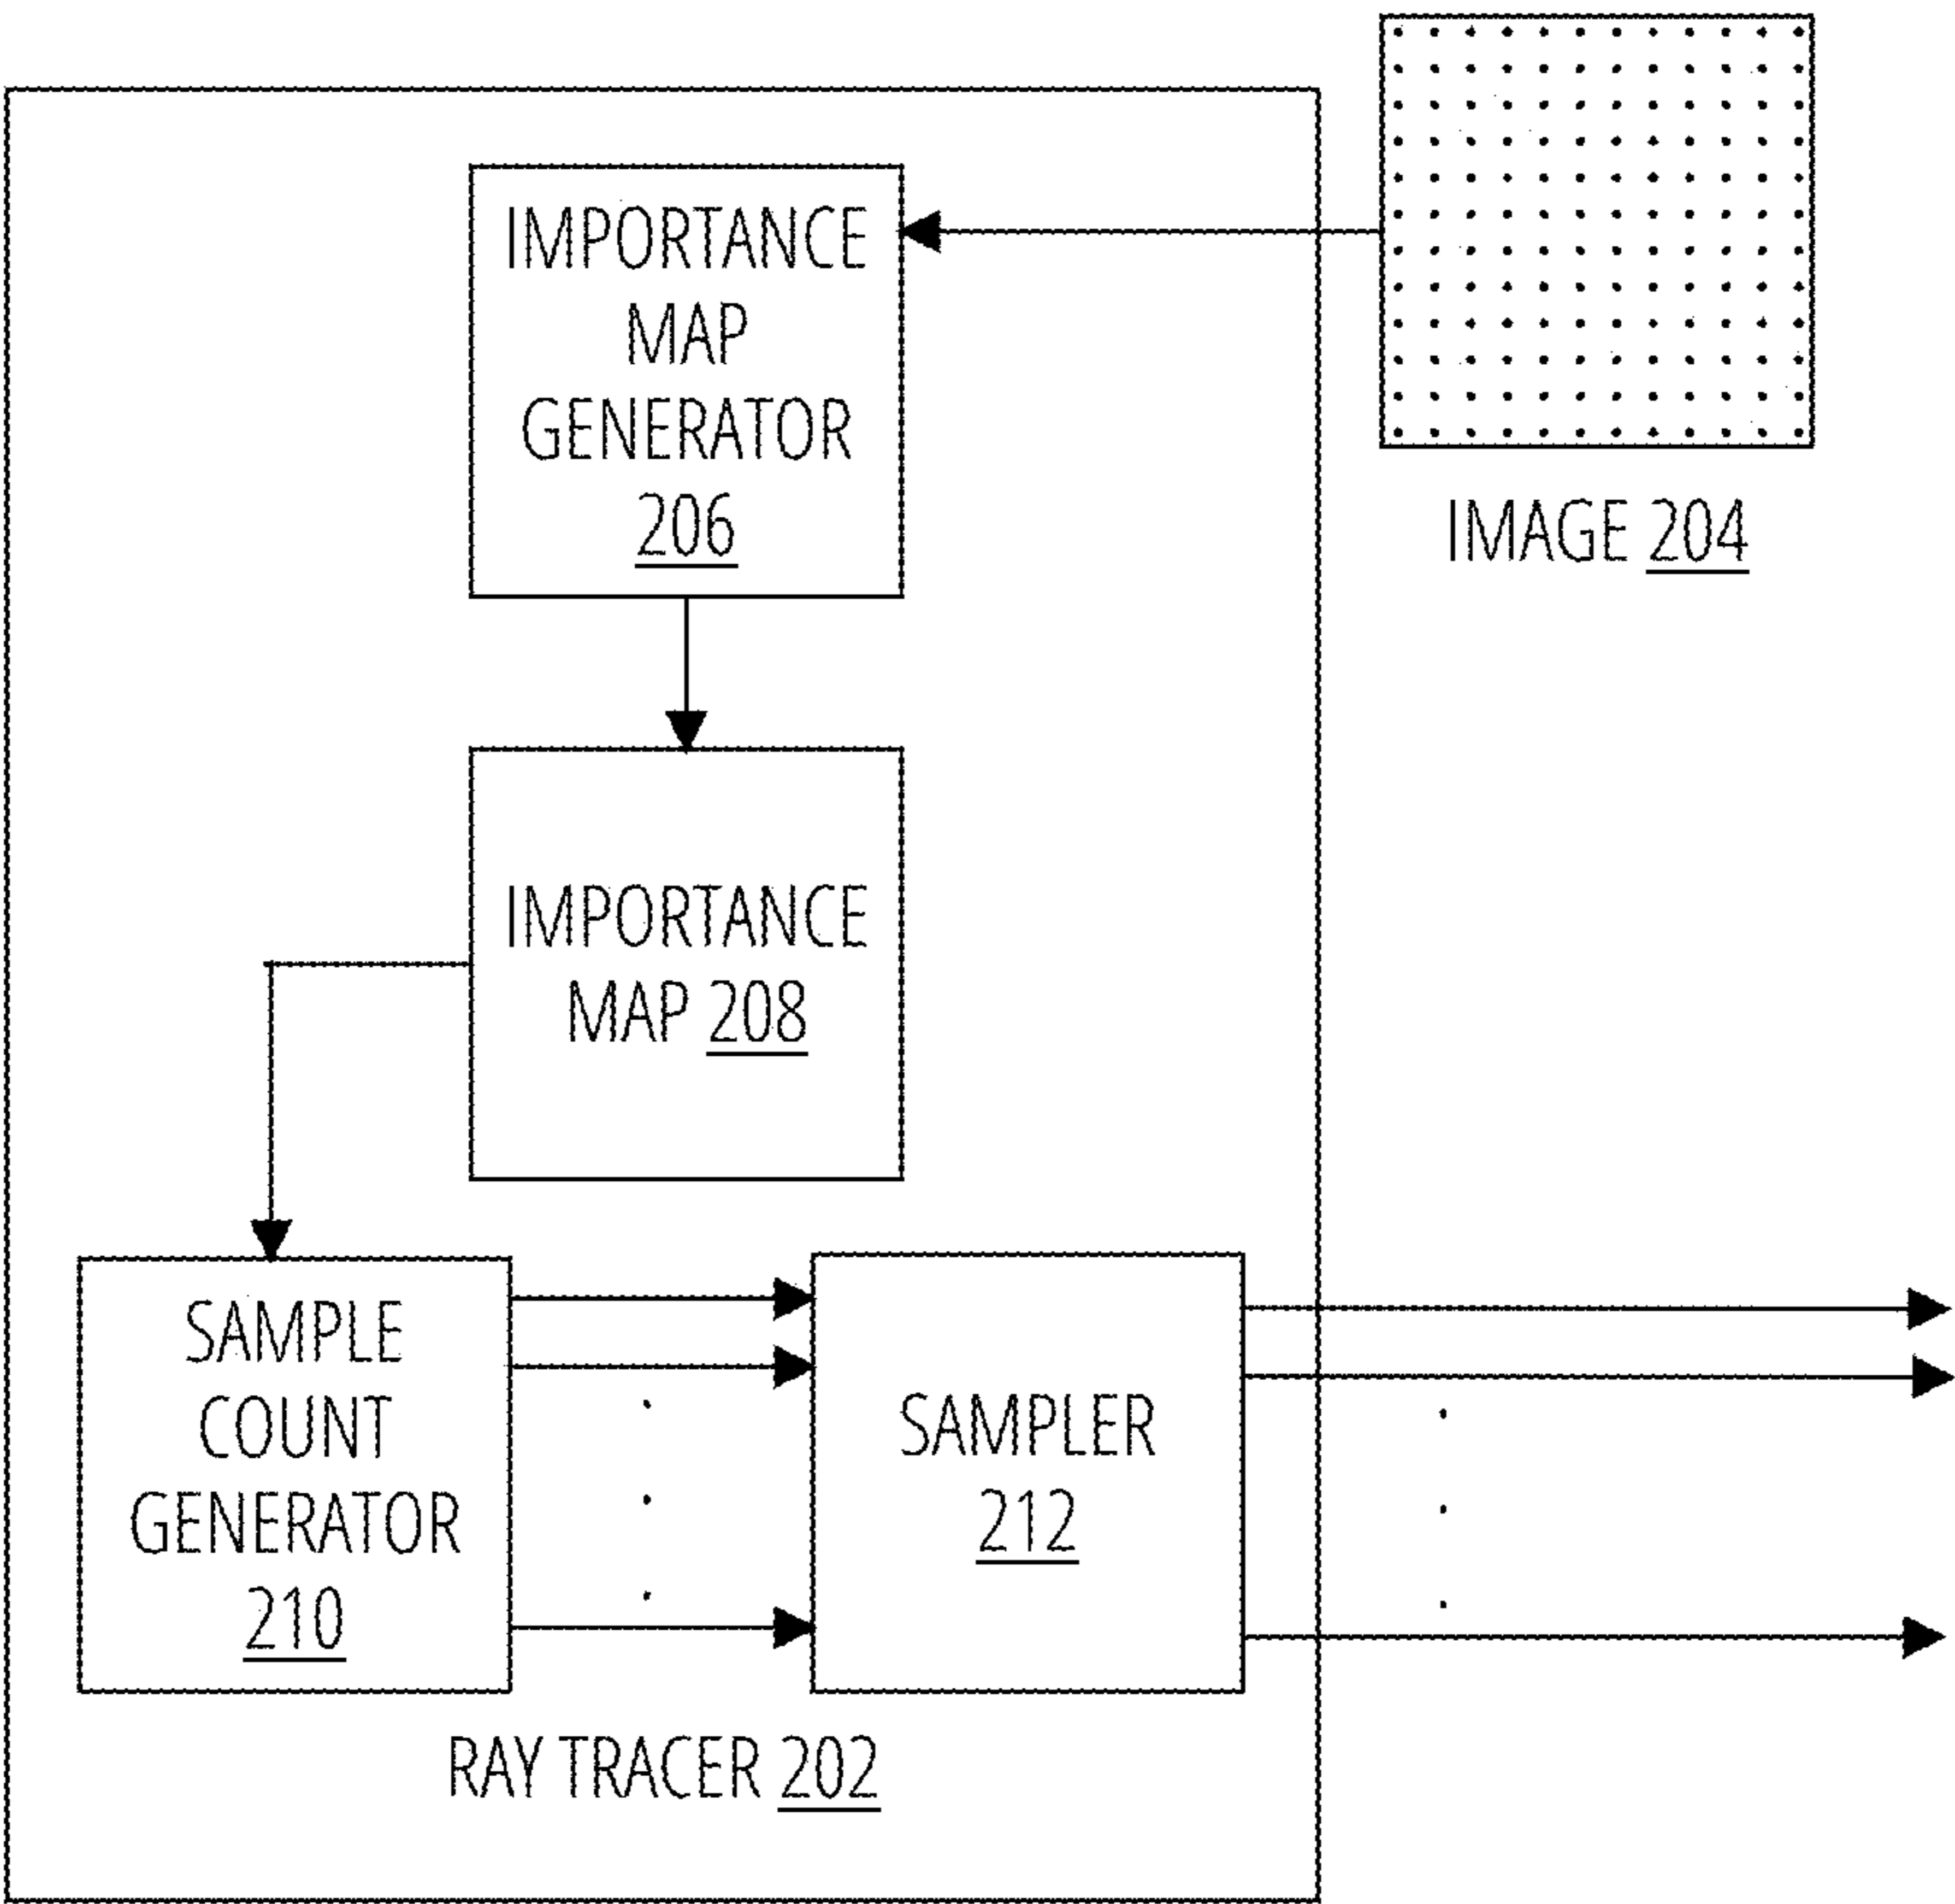 IMPORTANCE
MAP
GENERATOR
206
IMAGE 204
IMPORTANCE
MAP 208
SAMPLE
COUNT
GENERATOR
210
SAMPLER
212
RAY TRACER 202